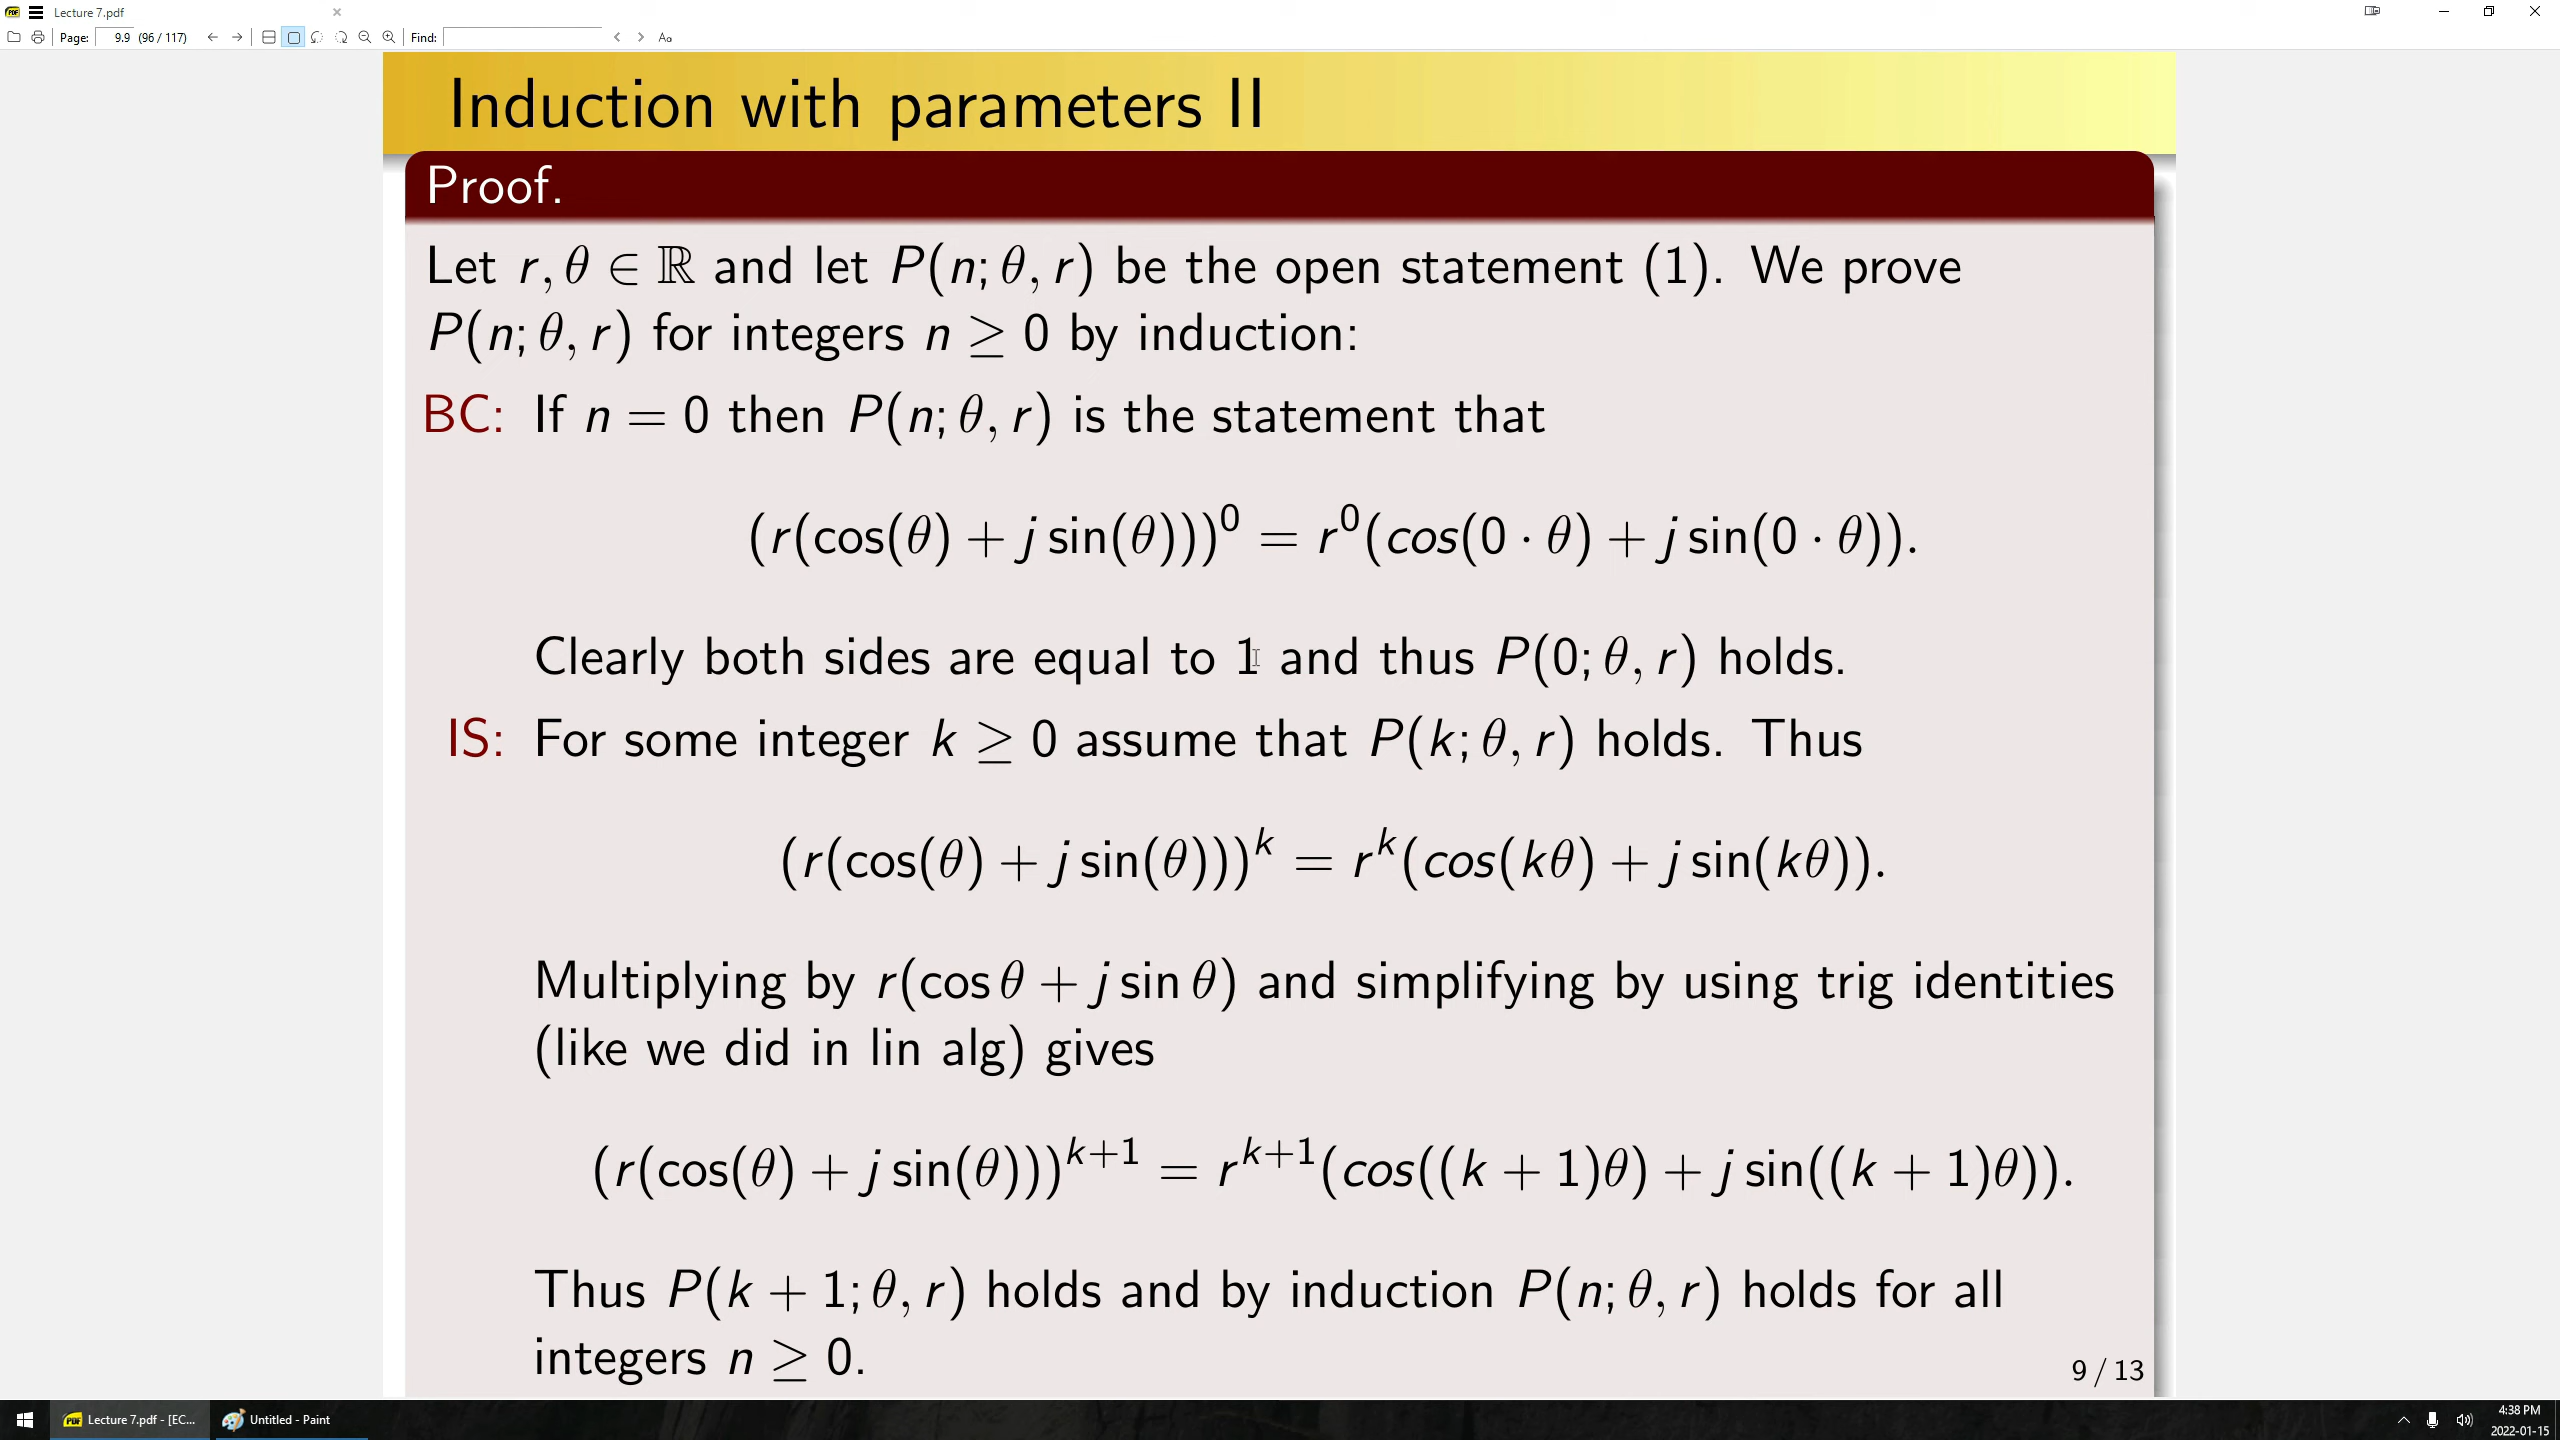 Lecture 7.pdf
Page: 9.9 (96 / 117) Find: Aa
Induction with parameters II
Proof.
Let r, θ ∈ ℝ and let P(n; θ, r) be the open statement (1). We prove
P(n; θ, r) for integers n ≥ 0 by induction:
BC: If n = 0 then P(n; θ, r) is the statement that
(r(cos(θ) + j sin(θ)))⁰ = r⁰(cos(0 · θ) + j sin(0 · θ)).
Clearly both sides are equal to 1 and thus P(0; θ, r) holds.
IS: For some integer k ≥ 0 assume that P(k; θ, r) holds. Thus
(r(cos(θ) + j sin(θ)))ᵏ = rᵏ(cos(kθ) + j sin(kθ)).
Multiplying by r(cos θ + j sin θ) and simplifying by using trig identities
(like we did in lin alg) gives
(r(cos(θ) + j sin(θ)))ᵏ⁺¹ = rᵏ⁺¹(cos((k + 1)θ) + j sin((k + 1)θ)).
Thus P(k + 1; θ, r) holds and by induction P(n; θ, r) holds for all
integers n ≥ 0.
9 / 13
Lecture 7.pdf - [EC... Untitled - Paint
4:38 PM
2022-01-15